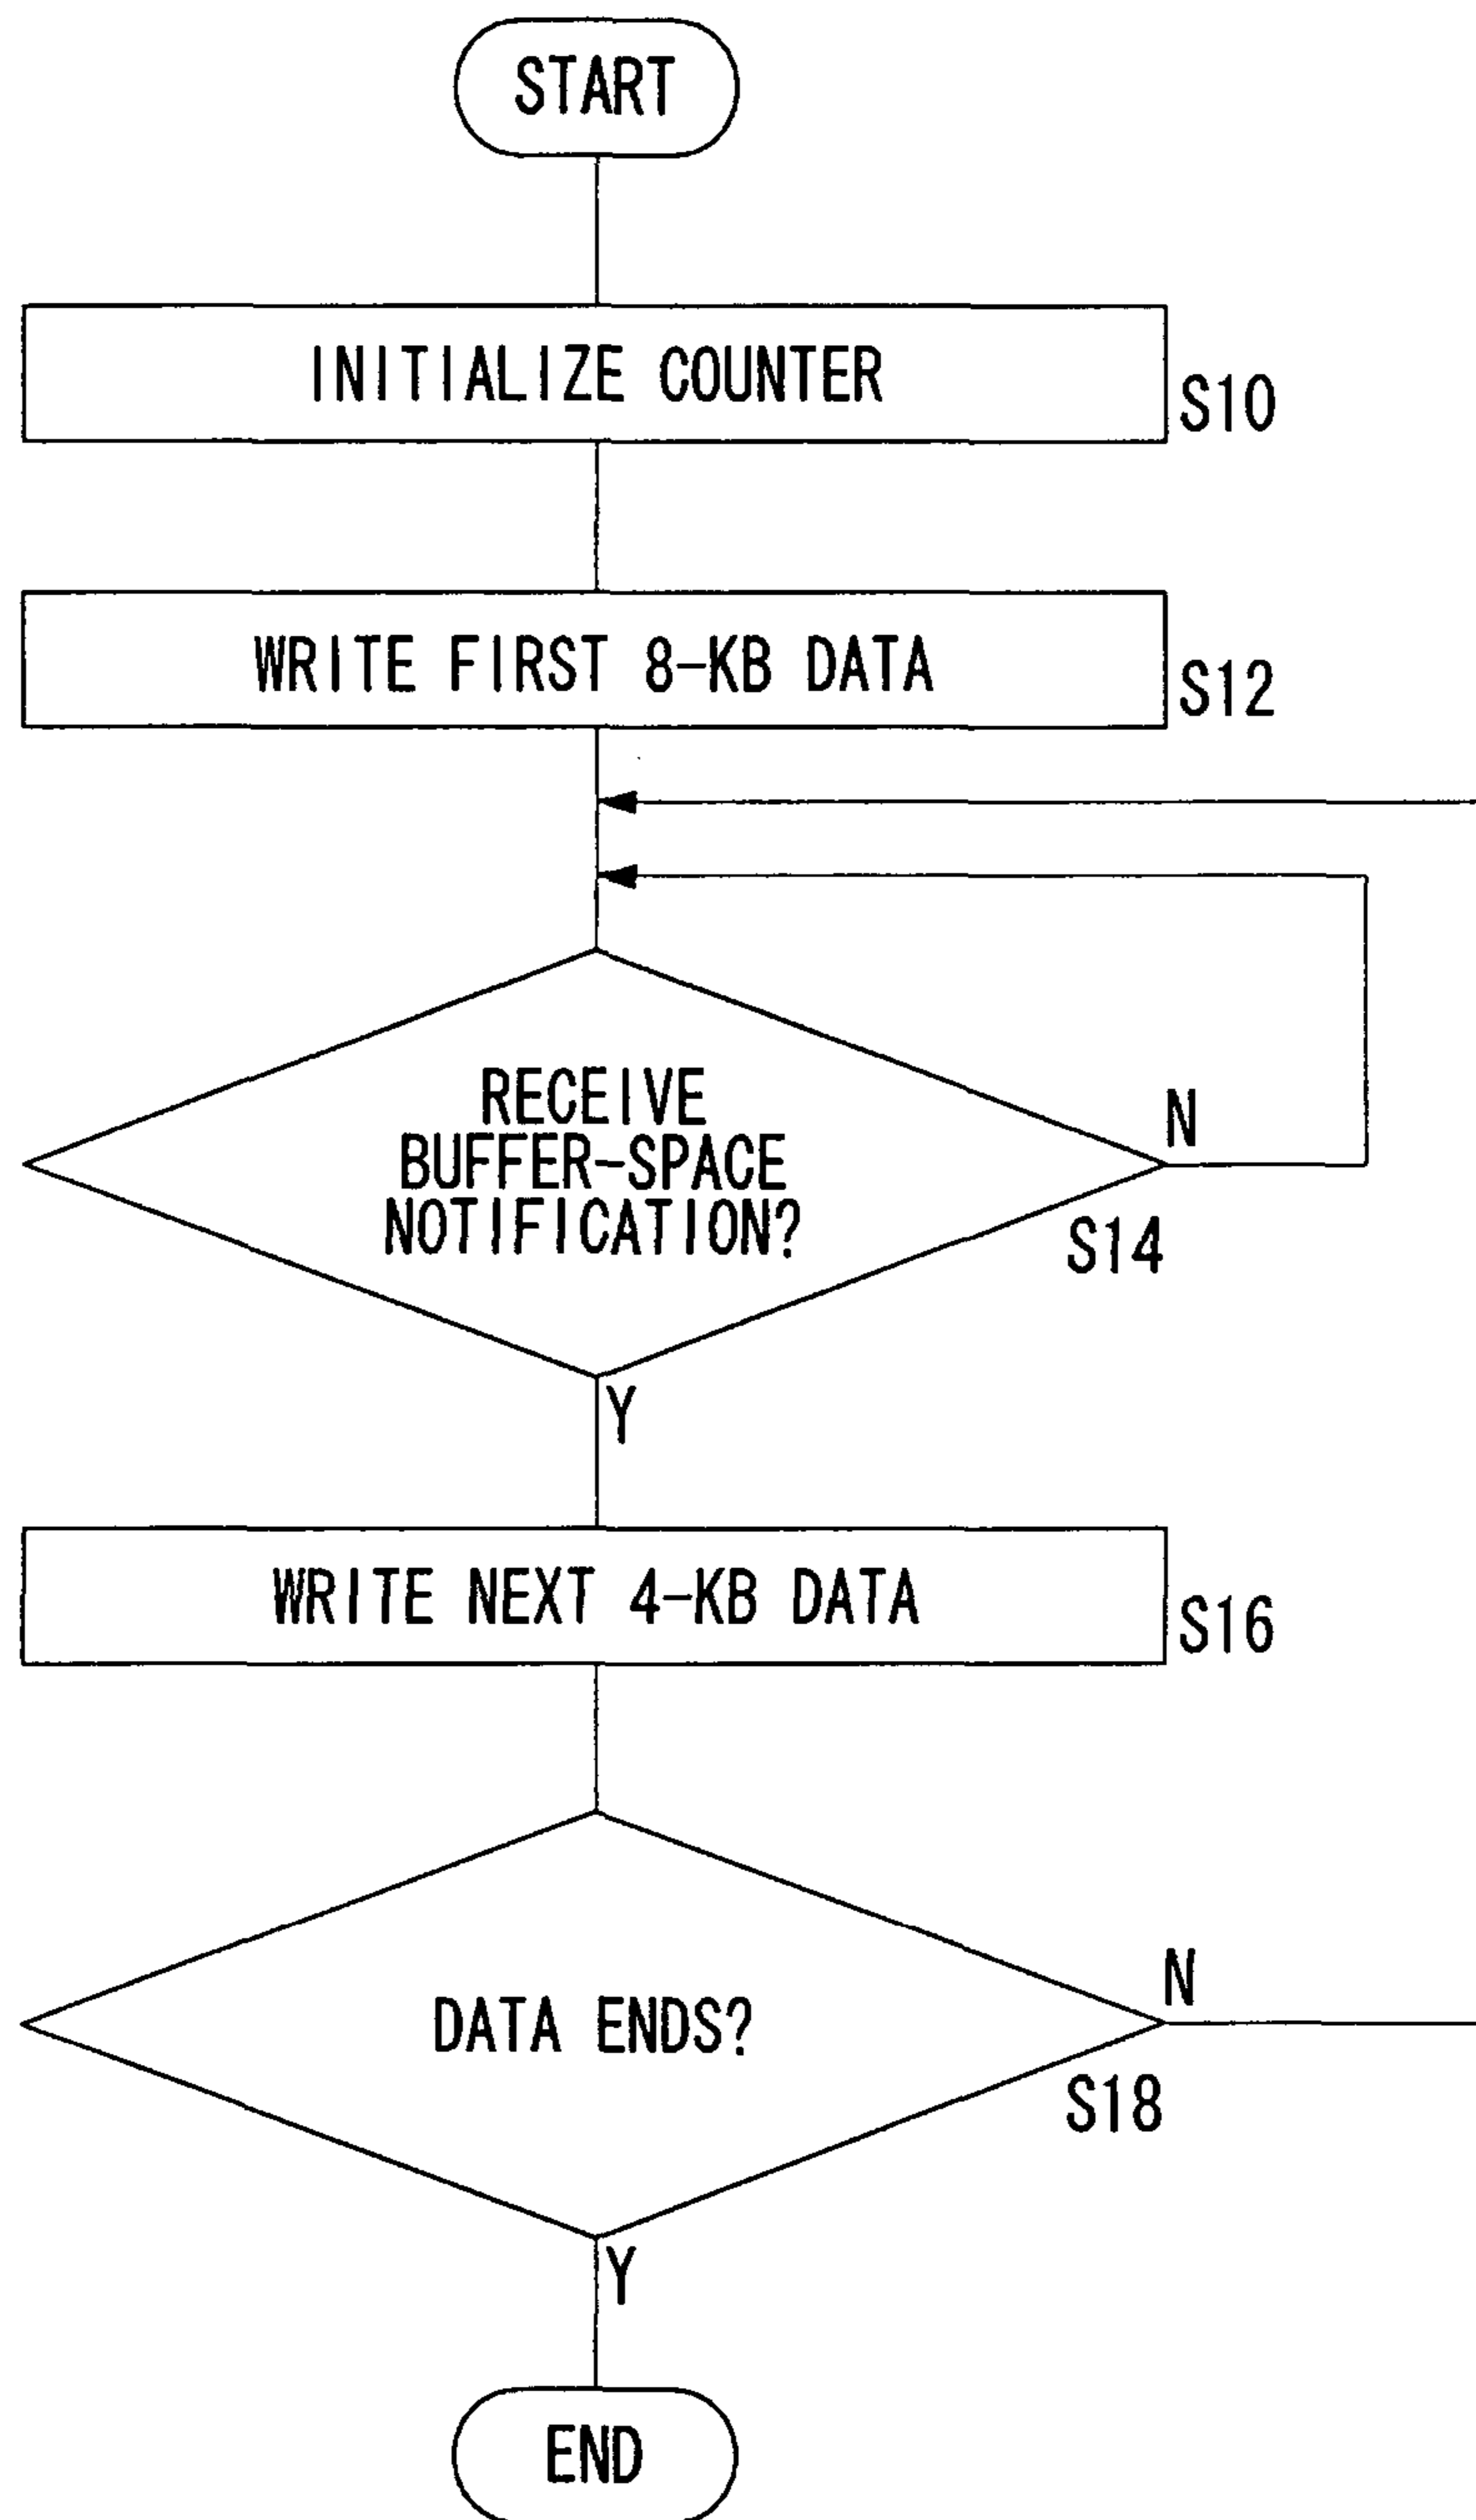 START
INITIALIZE COUNTER
S10
WRITE FIRST 8-KB DATA
S12
RECEIVE
BUFFER-SPACE
NOTIFICATION?
N
S14
Y
WRITE NEXT 4-KB DATA
S16
DATA ENDS?
N
S18
Y
END